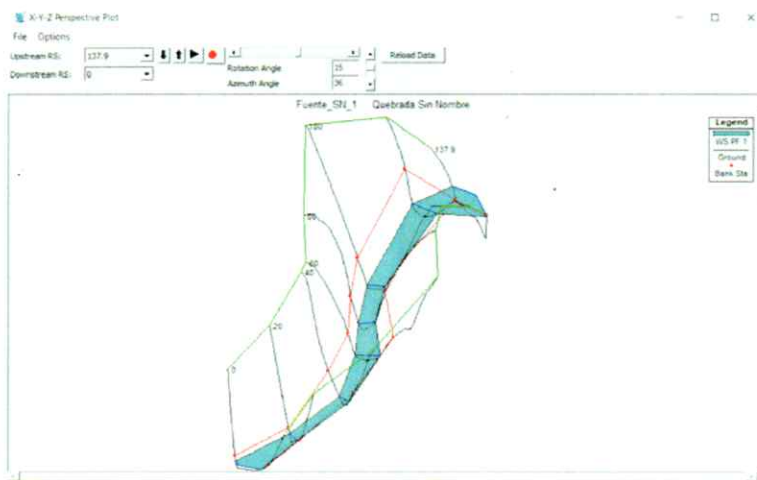 X-Y-Z Perspective Plot
File Options
Upstream RS: 137.9
Downstream RS: 0
Rotation Angle 15
Azimuth Angle 36
Reload Data
Fuente_SN_1 Quebrada Sin Nombre
Legend
WS PF 1
Ground
Bank Sta
100
137.9
60
40
20
0